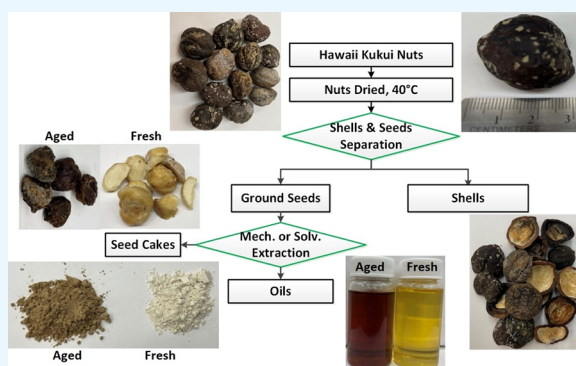 Hawaii Kukui Nuts
Nuts Dried, 40°C
Shells & Seeds
Separation
1 2 3
CENTIMETERS
Aged Fresh
Ground Seeds
Shells
Seed Cakes
Mech. or Solv.
Extraction
Oils
Aged Fresh
Aged Fresh